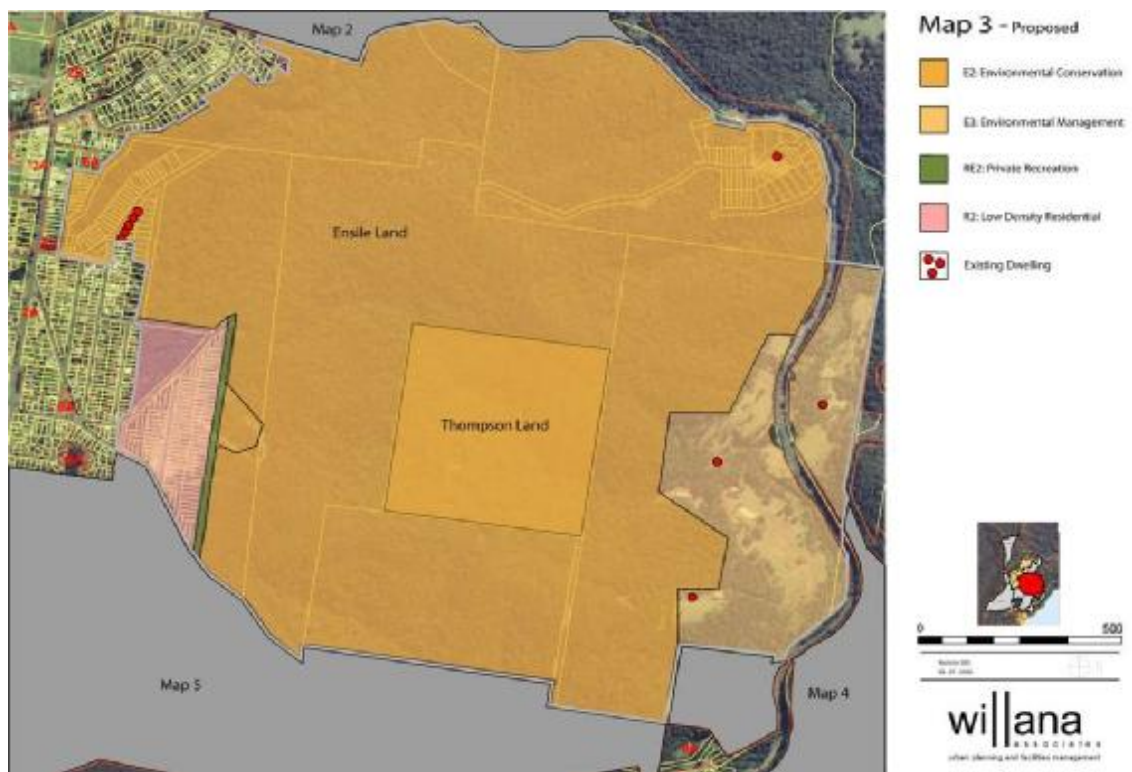 Map 2
Map 3 - Proposed
E2: Environmental Conservation
E3: Environmental Management
RE2: Private Recreation
R2: Low Density Residential
Existing Dwelling
Ensile Land
Thompson Land
Map 5
Map 4
0 500
willana
associates
urban planning and facilities management